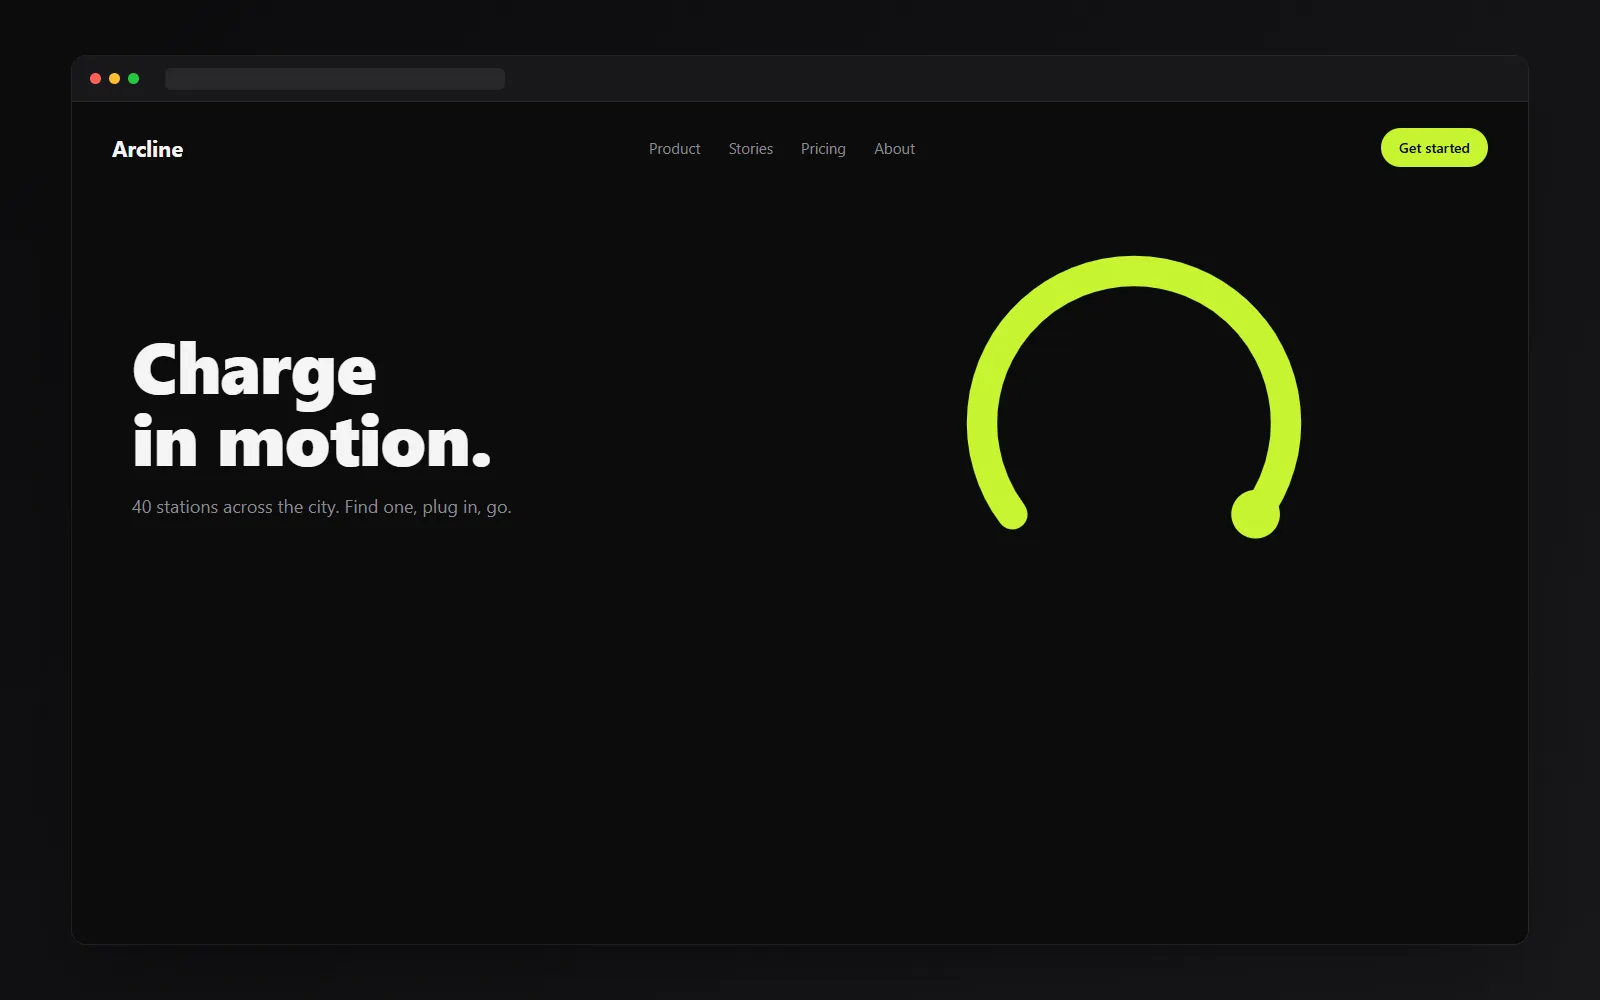 Arcline
Product
Stories
Pricing
About
Get started
Charge
in motion.
40 stations across the city. Find one, plug in, go.